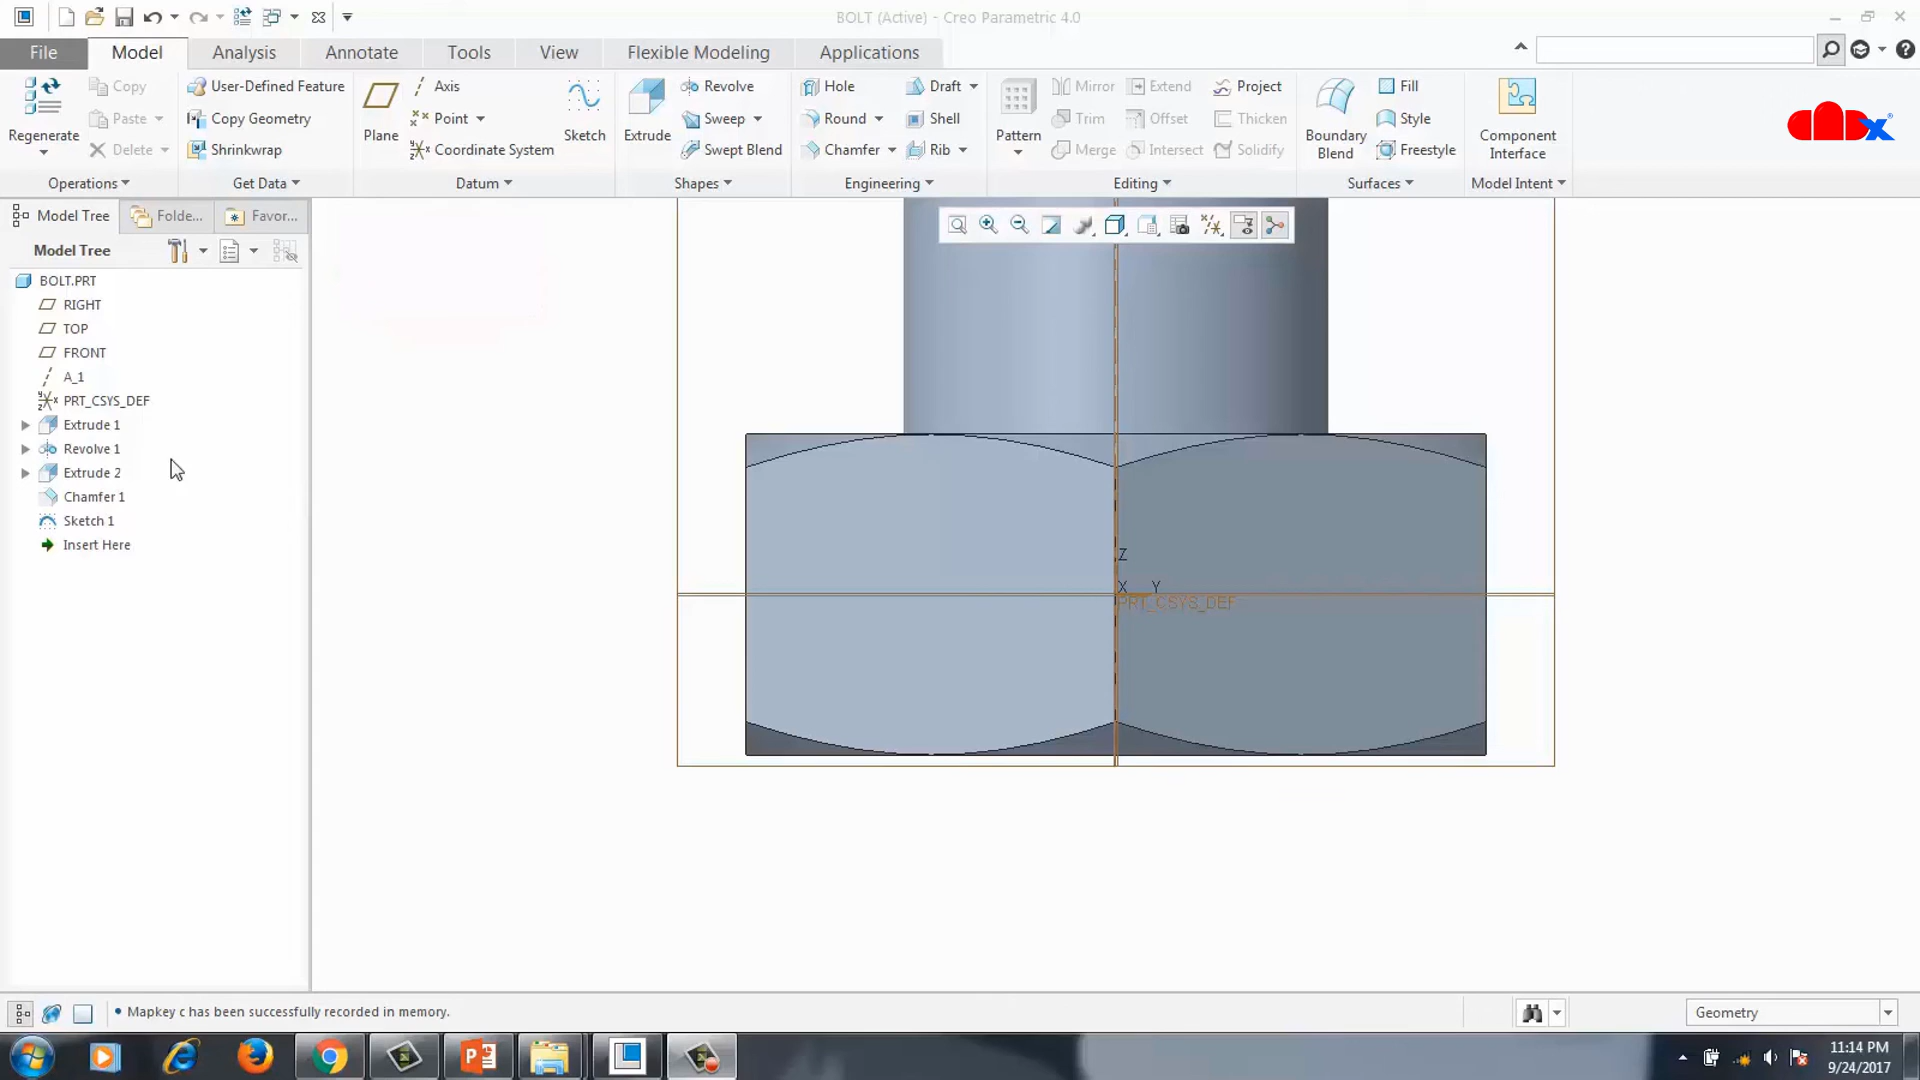 BOLT (Active) - Creo Parametric 4.0
File Model Analysis Annotate Tools View Flexible Modeling Applications
Regenerate
Copy
Paste
Delete
Operations
User-Defined Feature
Copy Geometry
Shrinkwrap
Get Data
Plane
Axis
Point
Coordinate System
Sketch
Datum
Extrude
Revolve
Sweep
Swept Blend
Shapes
Hole
Round
Chamfer
Draft
Shell
Rib
Engineering
Pattern
Mirror
Trim
Merge
Extend
Offset
Intersect
Project
Thicken
Solidify
Editing
Boundary
Blend
Fill
Style
Freestyle
Surfaces
Component
Interface
Model Intent
CADX
Model Tree Folde... Favor...
Model Tree
BOLT.PRT
RIGHT
TOP
FRONT
A_1
PRT_CSYS_DEF
Extrude 1
Revolve 1
Extrude 2
Chamfer 1
Sketch 1
Insert Here
Z
X Y
PRT_CSYS_DEF
• Mapkey c has been successfully recorded in memory.
Geometry
11:14 PM
9/24/2017